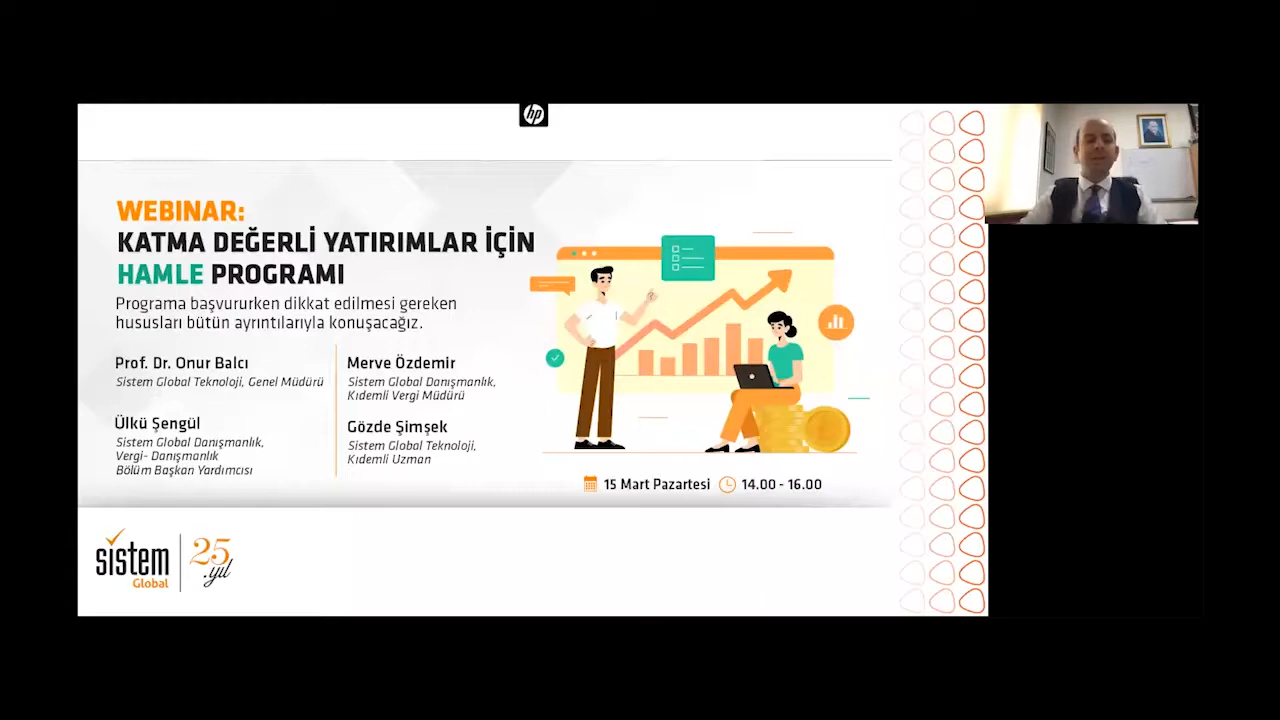 hp
WEBINAR:
KATMA DEĞERLİ YATIRIMLAR İÇİN
HAMLE PROGRAMI
Programa başvururken dikkat edilmesi gereken
hususları bütün ayrıntılarıyla konuşacağız.
Prof. Dr. Onur Balcı
Sistem Global Teknoloji, Genel Müdürü
Ülkü Şengül
Sistem Global Danışmanlık,
Vergi- Danışmanlık
Bölüm Başkan Yardımcısı
Merve Özdemir
Sistem Global Danışmanlık,
Kıdemli Vergi Müdürü
Gözde Şimşek
Sistem Global Teknoloji,
Kıdemli Uzman
15 Mart Pazartesi 14.00 - 16.00
sistem
Global
25
.yıl